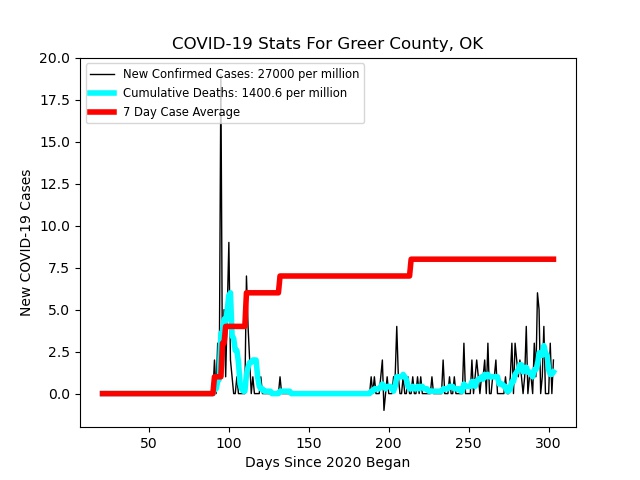 COVID-19 Stats For Greer County, OK
New Confirmed Cases: 27000 per million
Cumulative Deaths: 1400.6 per million
7 Day Case Average
New COVID-19 Cases
20.0
17.5
15.0
12.5
10.0
7.5
5.0
2.5
0.0
50
100
150
200
250
300
Days Since 2020 Began